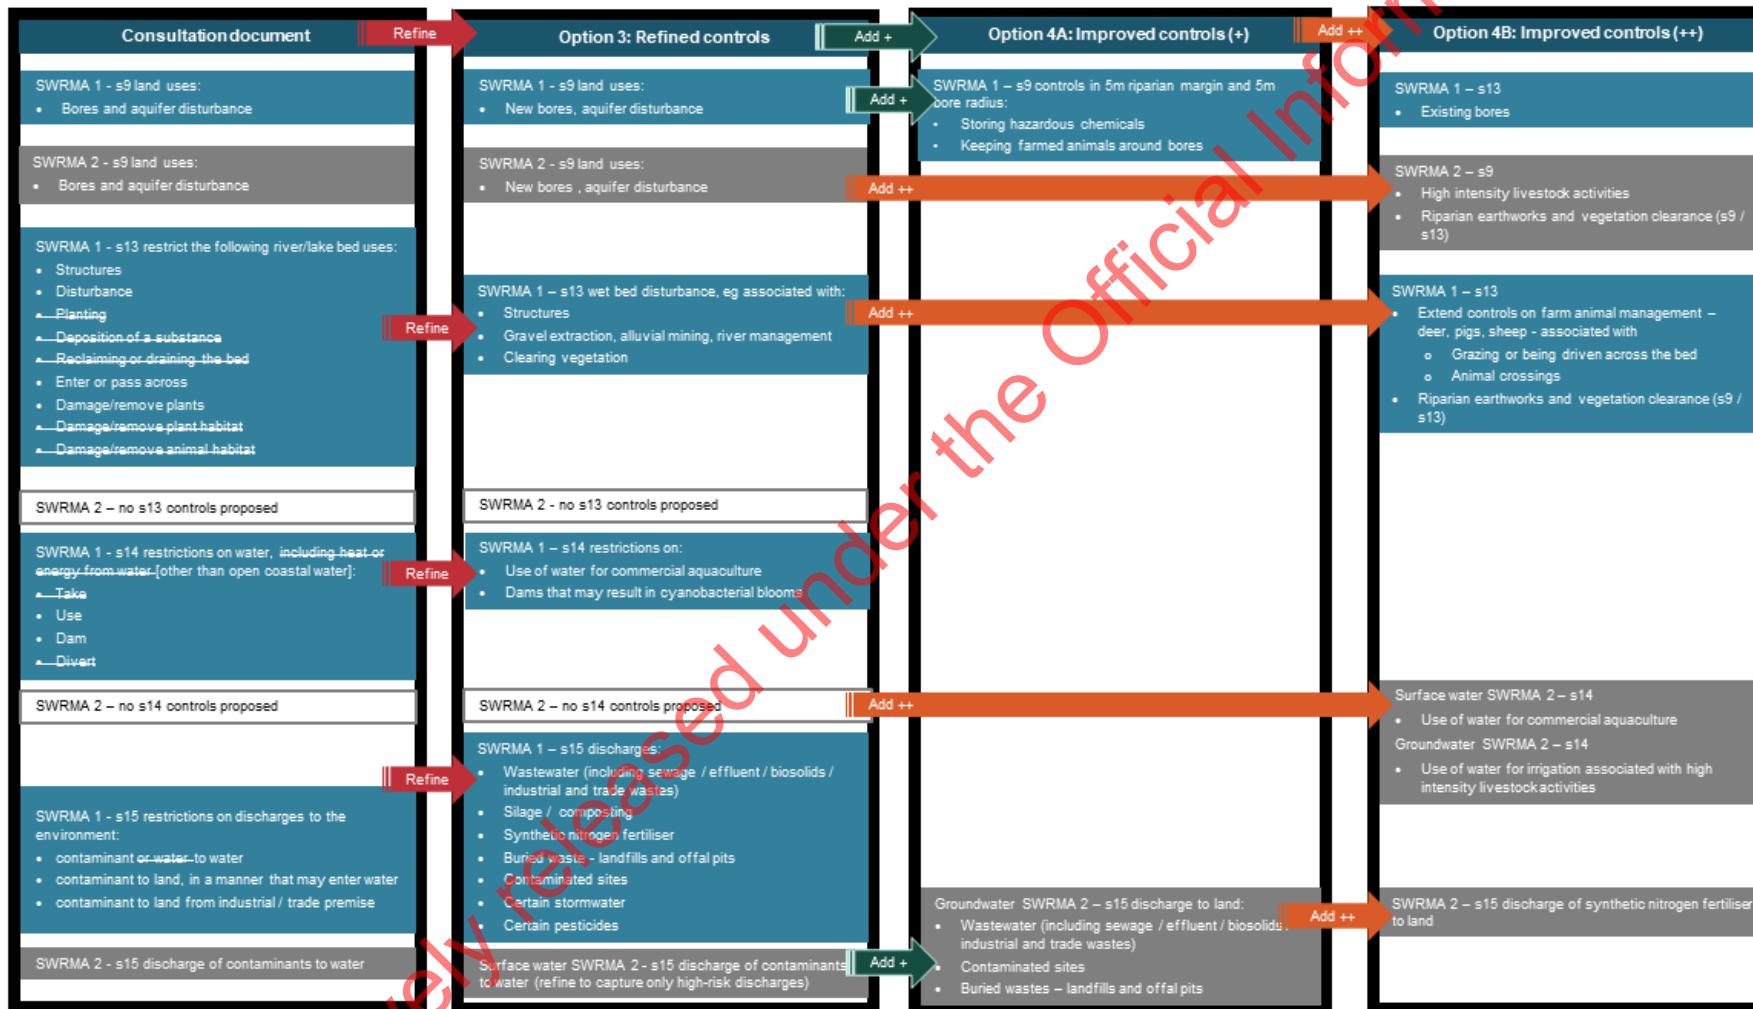 Consultation document
Refine
Option 3: Refined controls
Add +
Option 4A: Improved controls (+)
Add ++
Option 4B: Improved controls (++)
SWRMA 1 - s9 land uses:
• Bores and aquifer disturbance
SWRMA 2 - s9 land uses:
• Bores and aquifer disturbance
SWRMA 1 - s13 restrict the following river/lake bed uses:
• Structures
• Disturbance
• Planting
• Deposition of a substance
• Reclaiming or draining the bed
• Enter or pass across
• Damage/remove plants
• Damage/remove plant habitat
• Damage/remove animal habitat
SWRMA 2 – no s13 controls proposed
SWRMA 1 - s14 restrictions on water, including heat or
energy from water [other than open coastal water]:
• Take
• Use
• Dam
• Divert
SWRMA 2 – no s14 controls proposed
SWRMA 1 - s15 restrictions on discharges to the
environment:
• contaminant or water to water
• contaminant to land, in a manner that may enter water
• contaminant to land from industrial / trade premise
SWRMA 2 - s15 discharge of contaminants to water
Refine
Refine
Refine
SWRMA 1 - s9 land uses:
• New bores, aquifer disturbance
SWRMA 2 - s9 land uses:
• New bores , aquifer disturbance
SWRMA 1 – s13 wet bed disturbance, eg associated with:
• Structures
• Gravel extraction, alluvial mining, river management
• Clearing vegetation
SWRMA 2 - no s13 controls proposed
SWRMA 1 – s14 restrictions on:
• Use of water for commercial aquaculture
• Dams that may result in cyanobacterial blooms
SWRMA 2 – no s14 controls proposed
SWRMA 1 – s15 discharges:
• Wastewater (including sewage / effluent / biosolids /
industrial and trade wastes)
• Silage / composting
• Synthetic nitrogen fertiliser
• Buried waste - landfills and offal pits
• Contaminated sites
• Certain stormwater
• Certain pesticides
Surface water SWRMA 2 - s15 discharge of contaminants
to water (refine to capture only high-risk discharges)
Add +
Add ++
Add ++
Add ++
Add +
SWRMA 1 – s9 controls in 5m riparian margin and 5m
bore radius:
• Storing hazardous chemicals
• Keeping farmed animals around bores
Groundwater SWRMA 2 – s15 discharge to land:
• Wastewater (including sewage / effluent / biosolids
industrial and trade wastes)
• Contaminated sites
• Buried wastes – landfills and offal pits
Add ++
SWRMA 1 – s13
• Existing bores
SWRMA 2 – s9
• High intensity livestock activities
• Riparian earthworks and vegetation clearance (s9 /
s13)
SWRMA 1 – s13
• Extend controls on farm animal management –
deer, pigs, sheep - associated with
o Grazing or being driven across the bed
o Animal crossings
• Riparian earthworks and vegetation clearance (s9 /
s13)
Surface water SWRMA 2 – s14
• Use of water for commercial aquaculture
Groundwater SWRMA 2 – s14
• Use of water for irrigation associated with high
intensity livestock activities
SWRMA 2 – s15 discharge of synthetic nitrogen fertiliser
to land
released under the Official